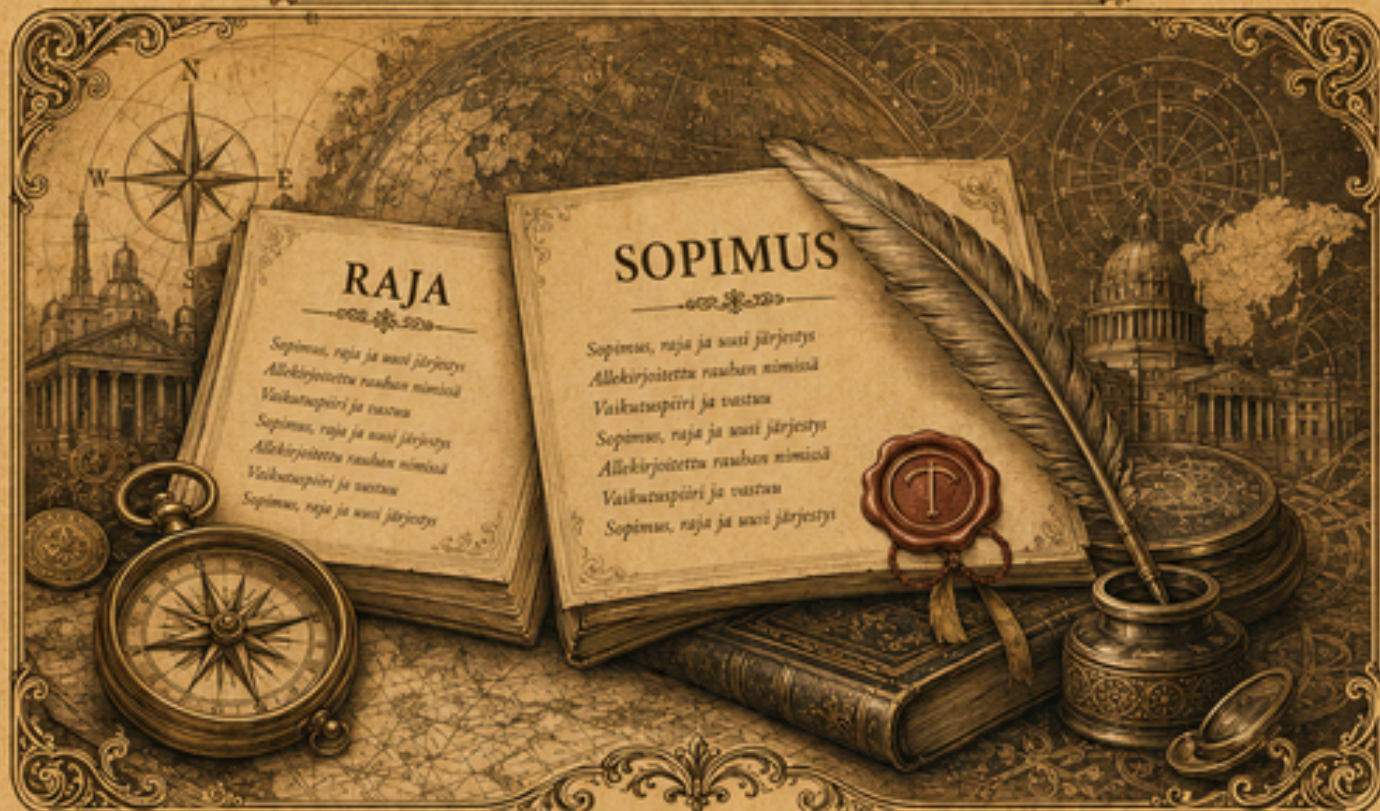 N
W
E
S
RAJA
Sopimus, raja ja uusi järjestys
Allekirjoitettu rauhan nimissä
Vaikutuspiiri ja vastuu
Sopimus, raja ja uusi järjestys
Allekirjoitettu rauhan nimissä
Vaikutuspiiri ja vastuu
Sopimus, raja ja uusi järjestys
SOPIMUS
Sopimus, raja ja uusi järjestys
Allekirjoitettu rauhan nimissä
Vaikutuspiiri ja vastuu
Sopimus, raja ja uusi järjestys
Allekirjoitettu rauhan nimissä
Vaikutuspiiri ja vastuu
Sopimus, raja ja uusi järjestys
T